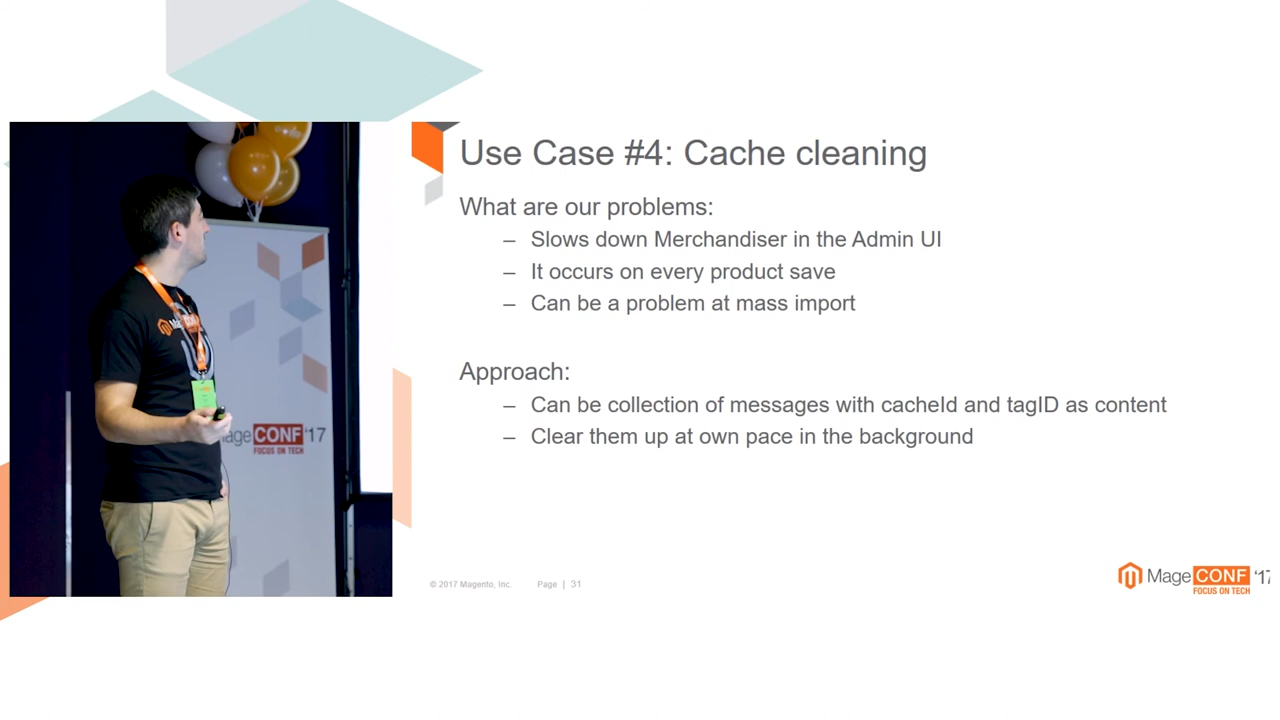 Use Case #4: Cache cleaning
What are our problems:
– Slows down Merchandiser in the Admin UI
– It occurs on every product save
– Can be a problem at mass import
Approach:
– Can be collection of messages with cacheId and tagID as content
– Clear them up at own pace in the background
ageCONF'17
FOCUS ON TECH
© 2017 Magento, Inc. Page | 31
MageCONF '17
FOCUS ON TECH